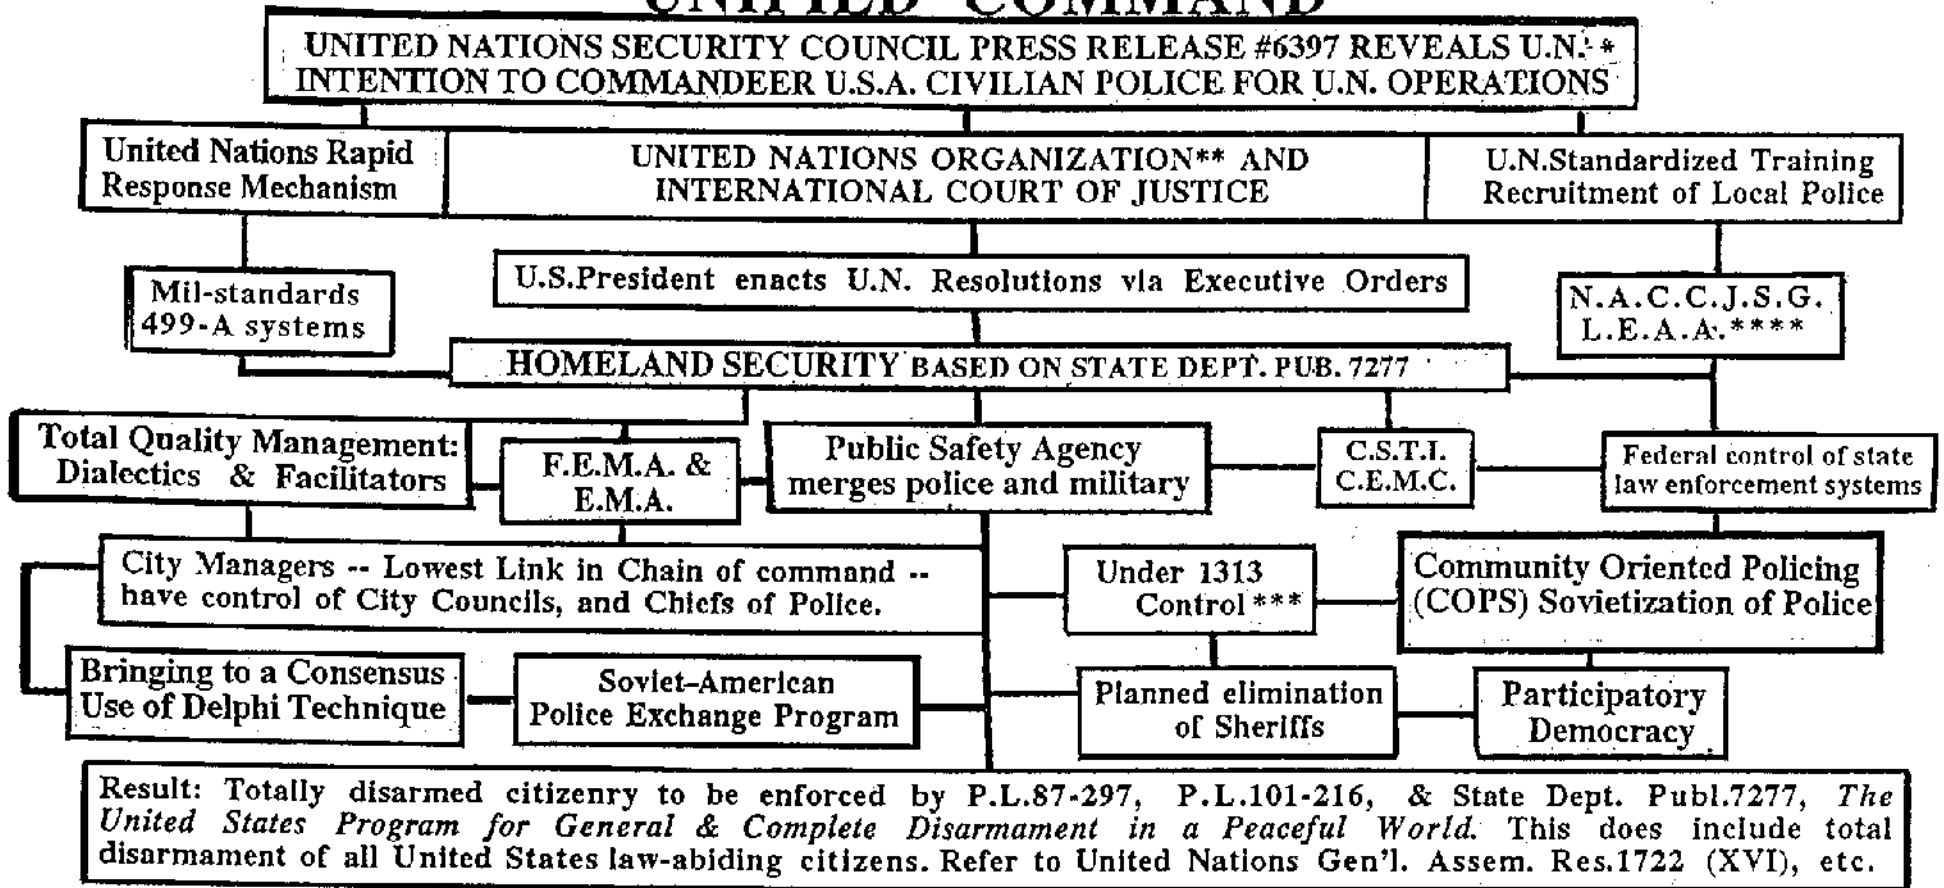 UNIFIED COMMAND
UNITED NATIONS SECURITY COUNCIL PRESS RELEASE #6397 REVEALS U.N. *
INTENTION TO COMMANDEER U.S.A. CIVILIAN POLICE FOR U.N. OPERATIONS
United Nations Rapid
Response Mechanism
UNITED NATIONS ORGANIZATION** AND
INTERNATIONAL COURT OF JUSTICE
U.N.Standardized Training
Recruitment of Local Police
Mil-standards
499-A systems
U.S.President enacts U.N. Resolutions via Executive Orders
N.A.C.C.J.S.G.
L.E.A.A.****
HOMELAND SECURITY BASED ON STATE DEPT. PUB. 7277
Total Quality Management:
Dialectics & Facilitators
F.E.M.A. &
E.M.A.
Public Safety Agency
merges police and military
C.S.T.I.
C.E.M.C.
Federal control of state
law enforcement systems
City Managers -- Lowest Link in Chain of command --
have control of City Councils, and Chiefs of Police.
Under 1313
Control***
Community Oriented Policing
(COPS) Sovietization of Police
Bringing to a Consensus
Use of Delphi Technique
Soviet-American
Police Exchange Program
Planned elimination
of Sheriffs
Participatory
Democracy
Result: Totally disarmed citizenry to be enforced by P.L.87-297, P.L.101-216, & State Dept. Publ.7277, The
United States Program for General & Complete Disarmament in a Peaceful World. This does include total
disarmament of all United States law-abiding citizens. Refer to United Nations Gen'l. Assem. Res.1722 (XVI), etc.